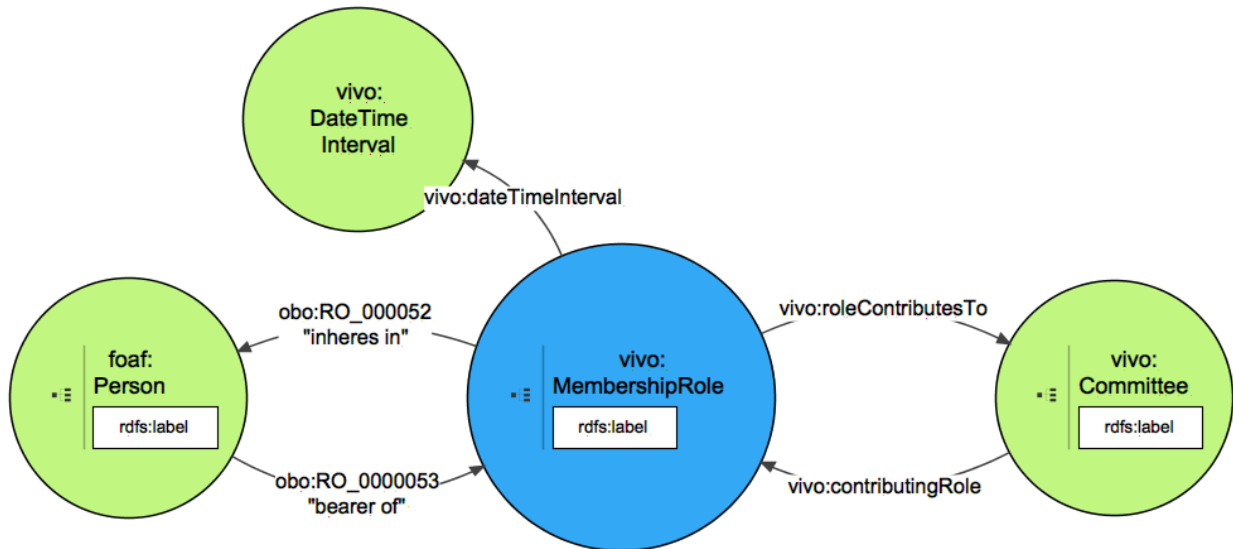 vivo:
DateTime
Interval
vivo:dateTimeInterval
obo:RO_000052
"inheres in"
vivo:roleContributesTo
foaf:
Person
rdfs:label
vivo:
MembershipRole
rdfs:label
vivo:
Committee
rdfs:label
obo:RO_0000053
"bearer of"
vivo:contributingRole